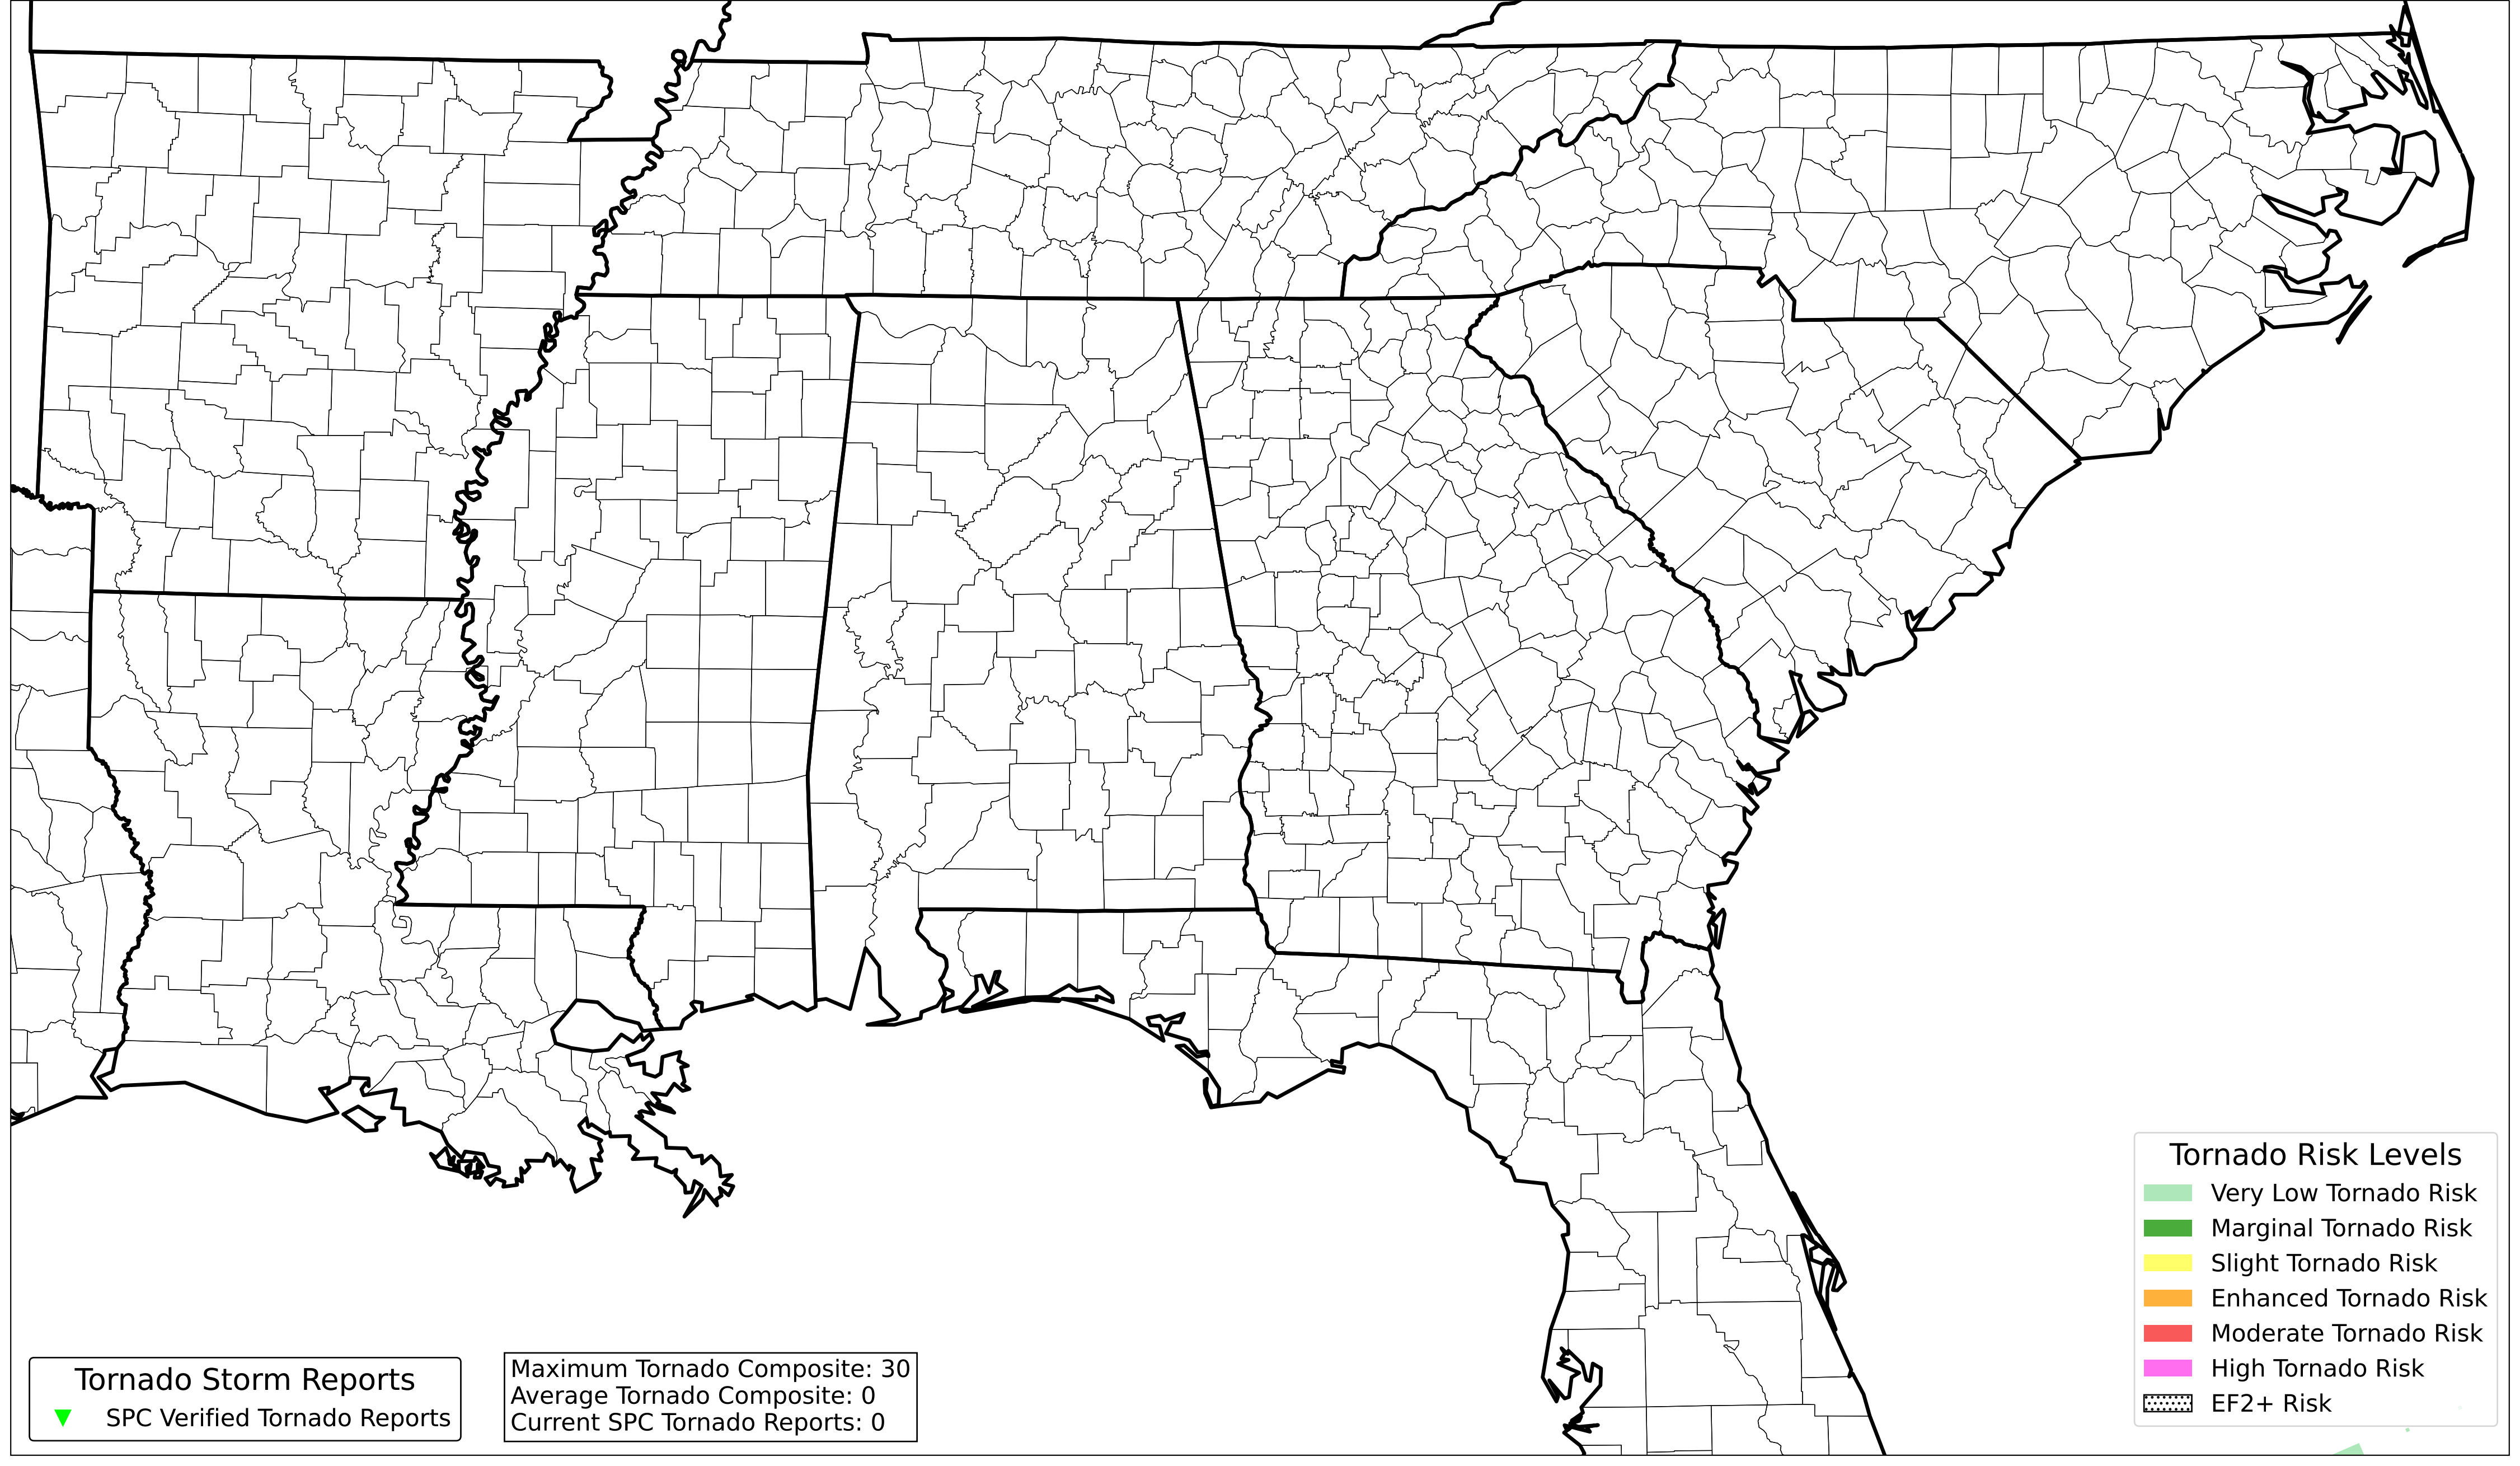 Tornado Risk Levels
Very Low Tornado Risk
Marginal Tornado Risk
Slight Tornado Risk
Enhanced Tornado Risk
Moderate Tornado Risk
High Tornado Risk
EF2+ Risk
Tornado Storm Reports
SPC Verified Tornado Reports
Maximum Tornado Composite: 30
Average Tornado Composite: 0
Current SPC Tornado Reports: 0